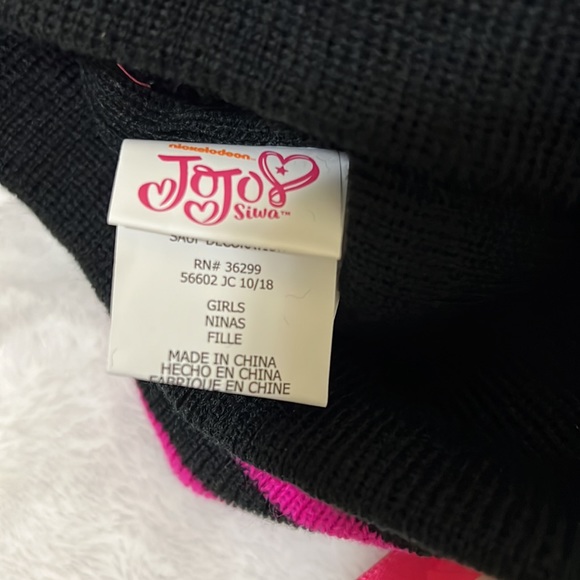 nickelodeon™
JoJo
Siwa™
RN# 36299
56602 JC 10/18
GIRLS
NINAS
FILLE
MADE IN CHINA
HECHO EN CHINA
FABRIQUE EN CHINE